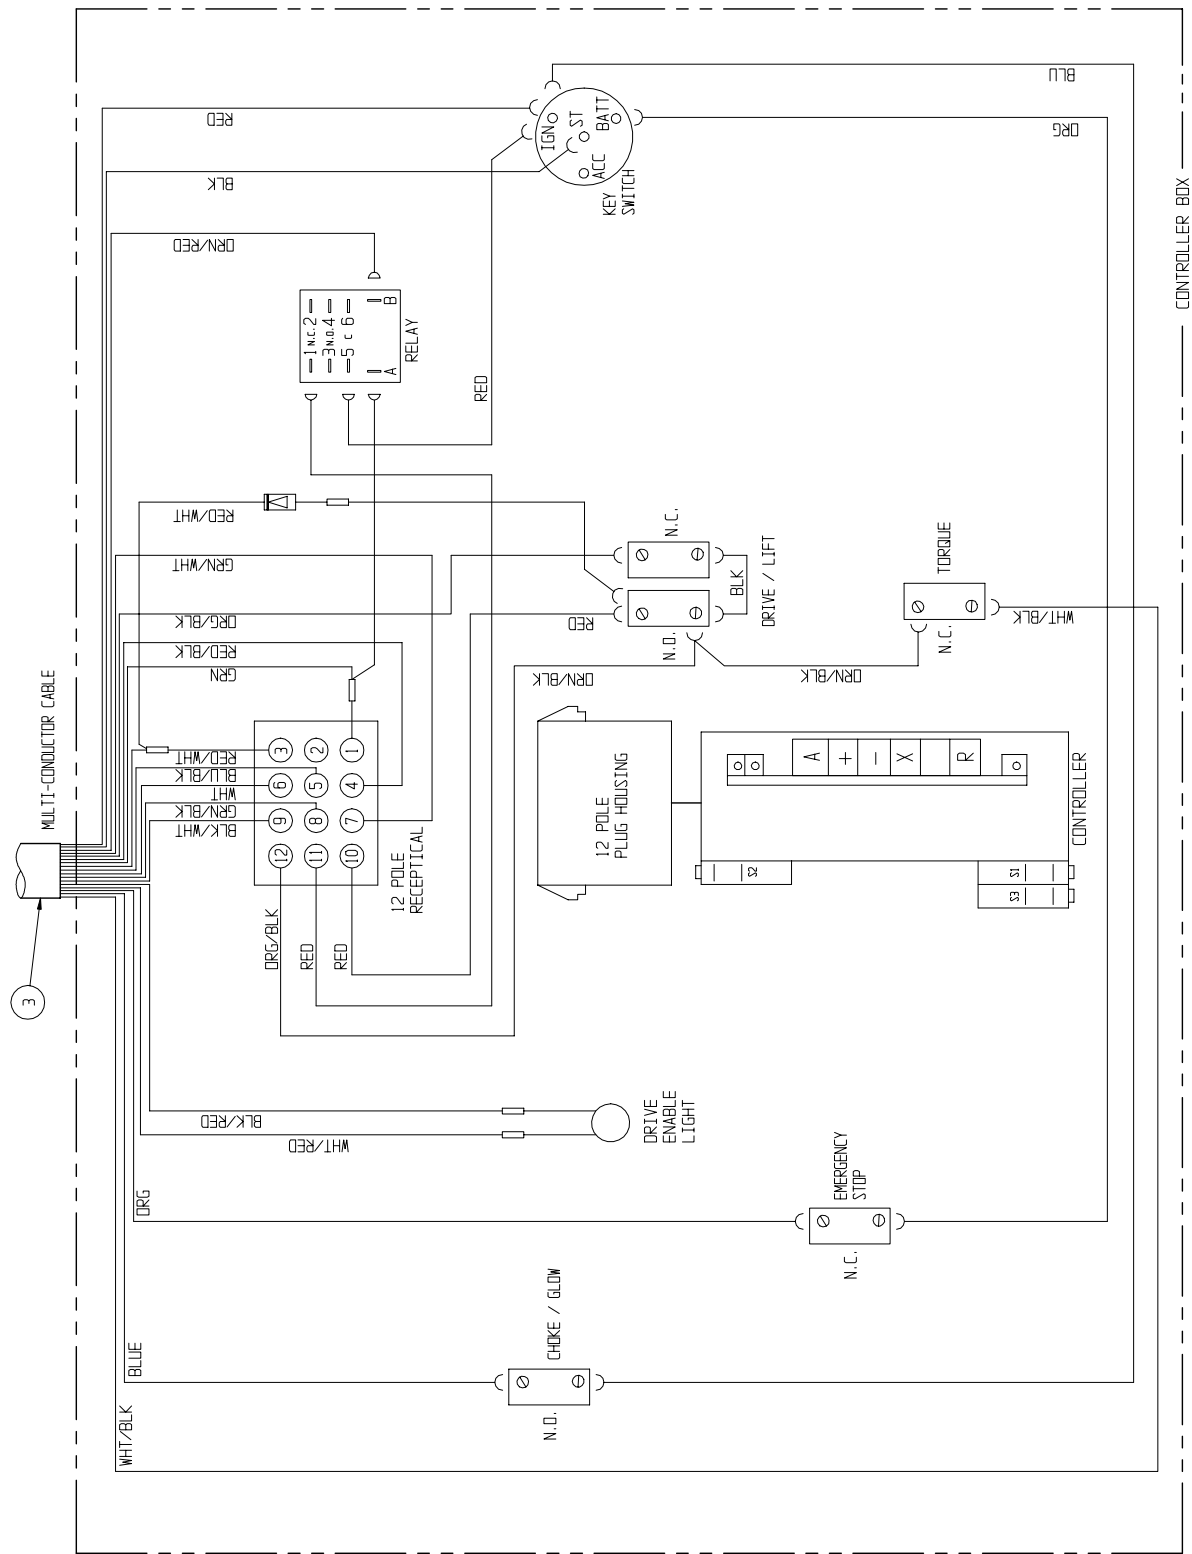 MULTI-CONDUCTOR CABLE
3
WHT/BLK
BLUE
ORG
WHT/RED
BLK/RED
CHOKE / GLOW
N.O.
EMERGENCY
STOP
N.C.
DRIVE
ENABLE
LIGHT
ORG/BLK
RED
RED
12 POLE
RECEPTICAL
12
11
10
9
8
7
6
5
4
3
2
1
BLK/WHT
GRN/BLK
WHT
BLU/BLK
RED/WHT
GRN
RED/BLK
ORG/BLK
GRN/WHT
RED/WHT
ORN/RED
BLK
RED
12 POLE
PLUG HOUSING
CONTROLLER
S2
S1
S3
A
+
−
X
R
ORN/BLK
ORN/BLK
RED
N.O.
N.C.
BLK
DRIVE / LIFT
TORQUE
N.C.
WHT/BLK
RELAY
1 N.C. 2
3 N.O. 4
5 C 6
A
B
RED
KEY
SWITCH
ACC
ST
IGN
BATT
BLU
ORG
CONTROLLER BOX